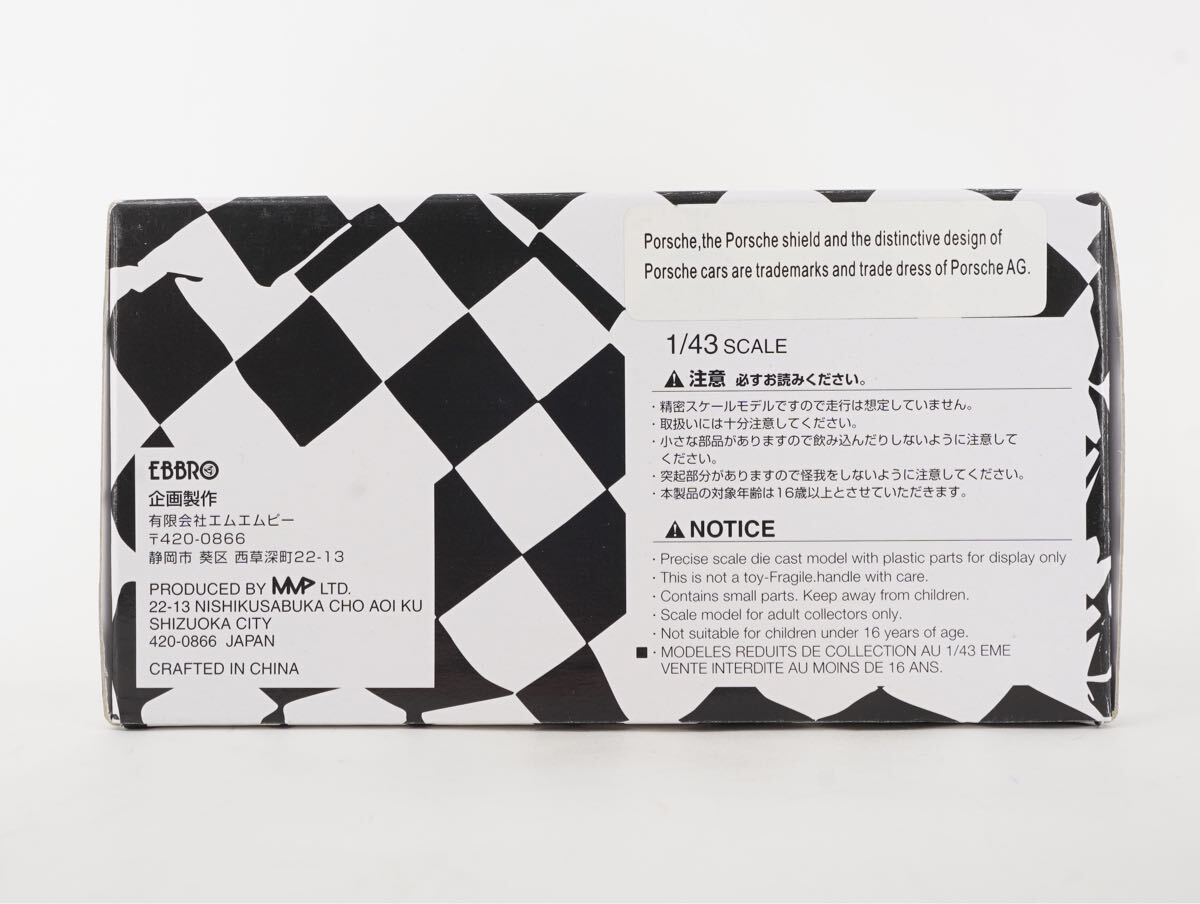 Porsche,the Porsche shield and the distinctive design of
Porsche cars are trademarks and trade dress of Porsche AG.
1/43 SCALE
注意 必ずお読みください。
・精密スケールモデルですので走行は想定していません。
・取扱いには十分注意してください。
・小さな部品がありますので飲み込んだりしないように注意して
ください。
・突起部分がありますので怪我をしないように注意してください。
・本製品の対象年齢は16歳以上とさせていただきます。
NOTICE
・Precise scale die cast model with plastic parts for display only
・This is not a toy-Fragile.handle with care.
・Contains small parts. Keep away from children.
・Scale model for adult collectors only.
・Not suitable for children under 16 years of age.
■・MODELES REDUITS DE COLLECTION AU 1/43 EME
VENTE INTERDITE AU MOINS DE 16 ANS.
EBBRO
企画製作
有限会社エムエムピー
〒420-0866
静岡市 葵区 西草深町22-13
PRODUCED BY MMP LTD.
22-13 NISHIKUSABUKA CHO AOI KU
SHIZUOKA CITY
420-0866 JAPAN
CRAFTED IN CHINA